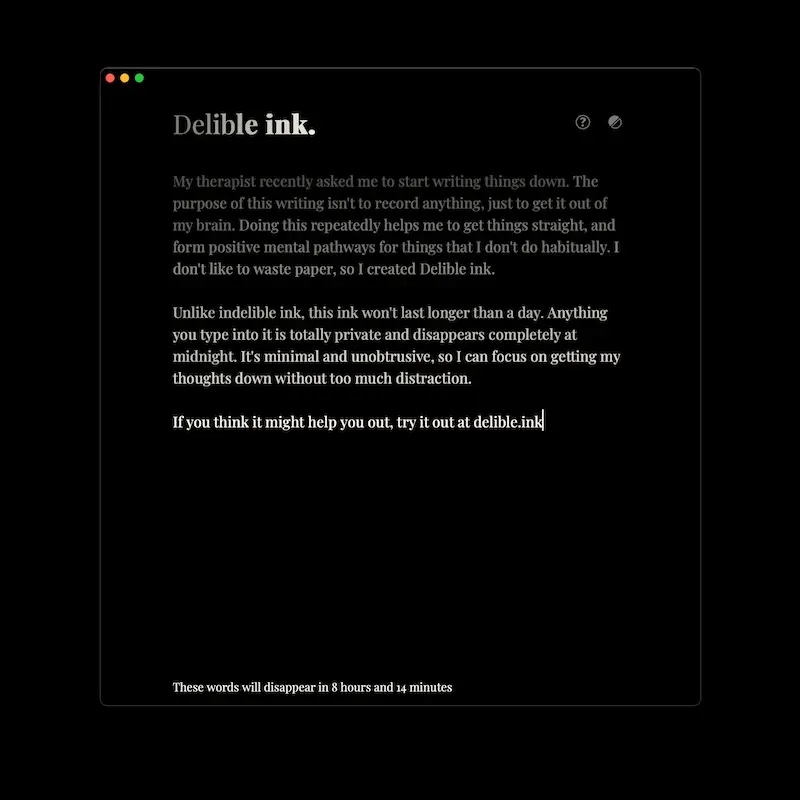 Delible ink.
My therapist recently asked me to start writing things down. The
purpose of this writing isn't to record anything, just to get it out of
my brain. Doing this repeatedly helps me to get things straight, and
form positive mental pathways for things that I don't do habitually. I
don't like to waste paper, so I created Delible ink.
Unlike indelible ink, this ink won't last longer than a day. Anything
you type into it is totally private and disappears completely at
midnight. It's minimal and unobtrusive, so I can focus on getting my
thoughts down without too much distraction.
If you think it might help you out, try it out at delible.ink
These words will disappear in 8 hours and 14 minutes